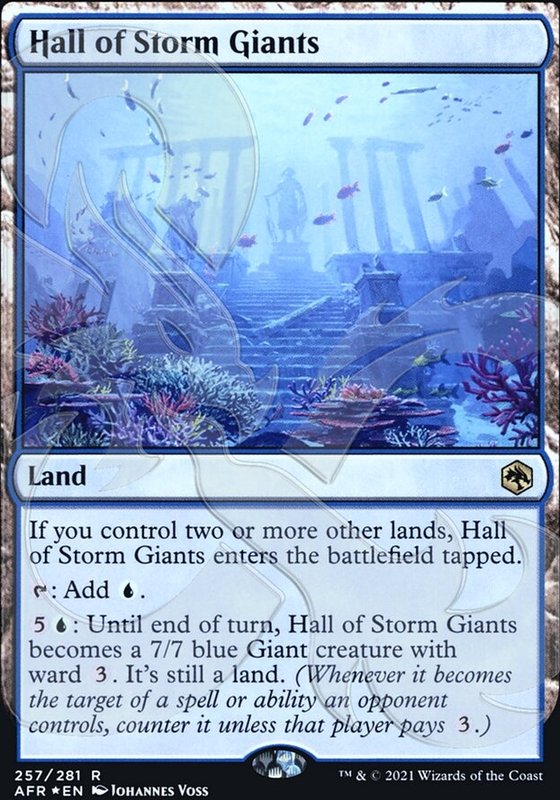 Hall of Storm Giants
Land
If you control two or more other lands, Hall
of Storm Giants enters the battlefield tapped.
: Add .
5 : Until end of turn, Hall of Storm Giants
becomes a 7/7 blue Giant creature with
ward 3. It's still a land. (Whenever it becomes
the target of a spell or ability an opponent
controls, counter it unless that player pays 3.)
257/281 R
AFR ★ EN Johannes Voss
™ & © 2021 Wizards of the Coast